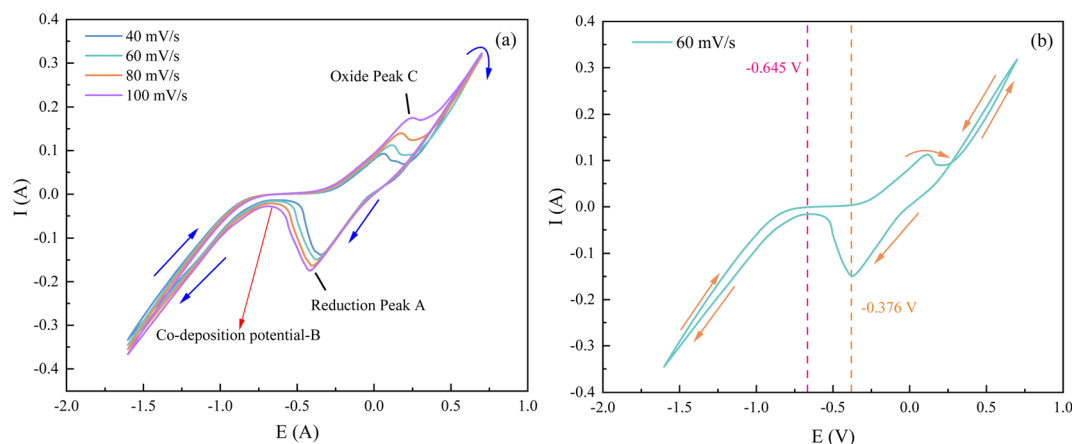 (a)
40 mV/s
60 mV/s
80 mV/s
100 mV/s
Oxide Peak C
Reduction Peak A
Co-deposition potential-B
I (A)
0.4
0.3
0.2
0.1
0.0
-0.1
-0.2
-0.3
-0.4
-2.0 -1.5 -1.0 -0.5 0.0 0.5 1.0
E (A)
(b)
60 mV/s
-0.645 V
-0.376 V
I (A)
0.4
0.3
0.2
0.1
0.0
-0.1
-0.2
-0.3
-0.4
-2.0 -1.5 -1.0 -0.5 0.0 0.5 1.0
E (V)